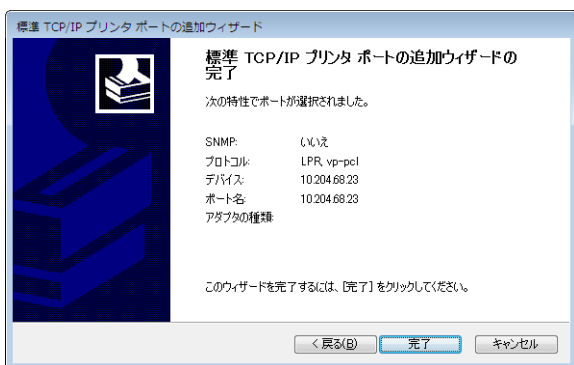 標準 TCP/IP プリンタ ポートの追加ウィザード
標準 TCP/IP プリンタ ポートの追加ウィザードの
完了
次の特性でポートが選択されました。
SNMP: いいえ
プロトコル: LPR, vp-pcl
デバイス: 10.204.68.23
ポート名: 10.204.68.23
アダプタの種類:
このウィザードを完了するには、[完了] をクリックしてください。
< 戻る(B) 完了 キャンセル